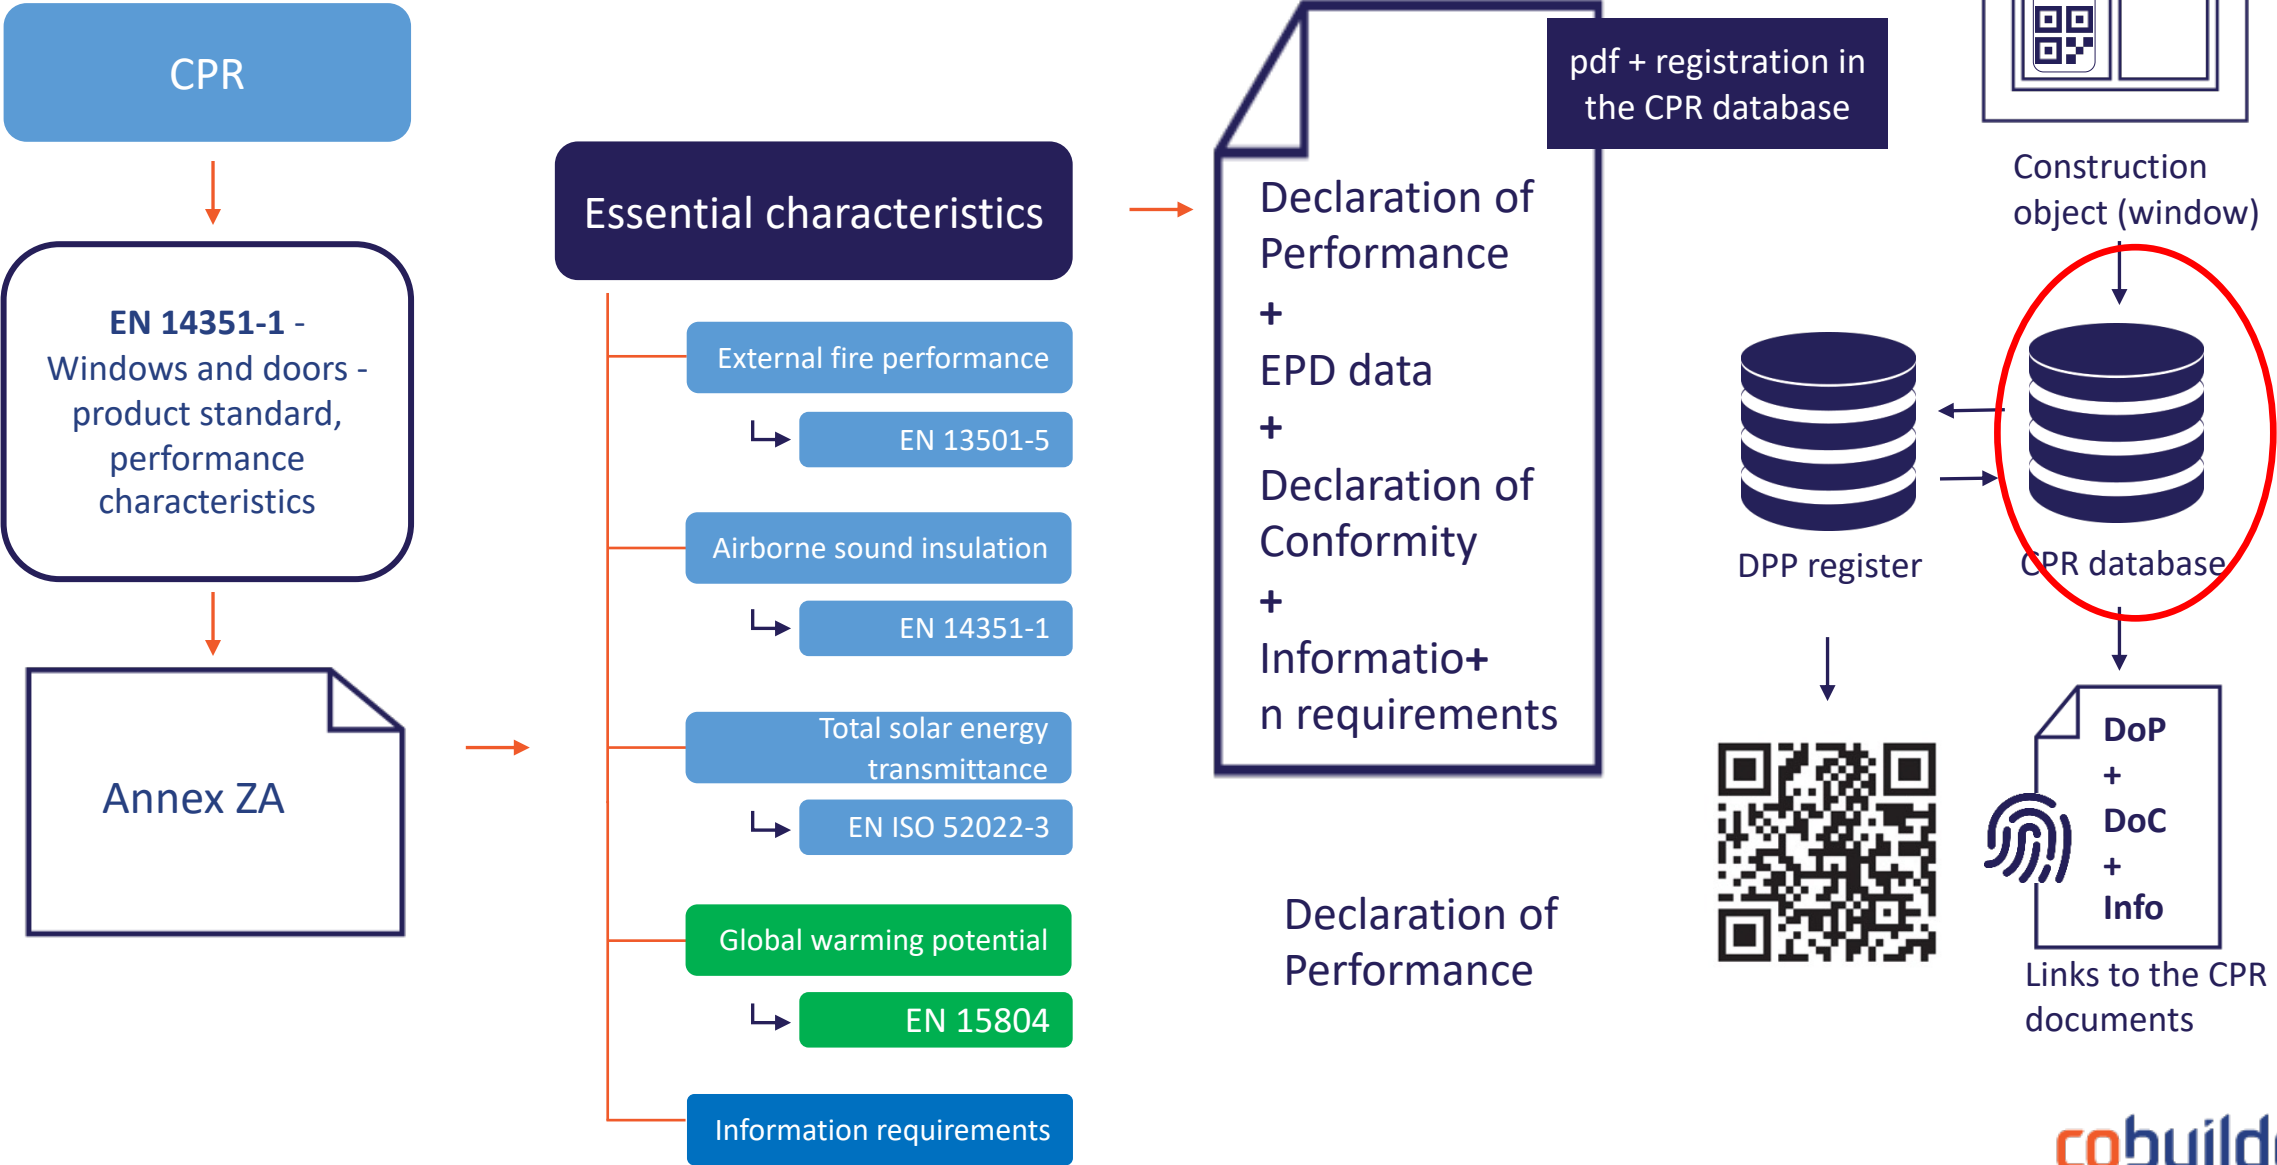 CPR
EN 14351-1 -
Windows and doors -
product standard,
performance
characteristics
Annex ZA
Essential characteristics
External fire performance
EN 13501-5
Airborne sound insulation
EN 14351-1
Total solar energy
transmittance
EN ISO 52022-3
Global warming potential
EN 15804
Information requirements
pdf + registration in
the CPR database
Declaration of
Performance
+
EPD data
+
Declaration of
Conformity
+
Informatio+
n requirements
Declaration of
Performance
Construction
object (window)
DPP register
CPR database
DoP
+
DoC
+
Info
Links to the CPR
documents